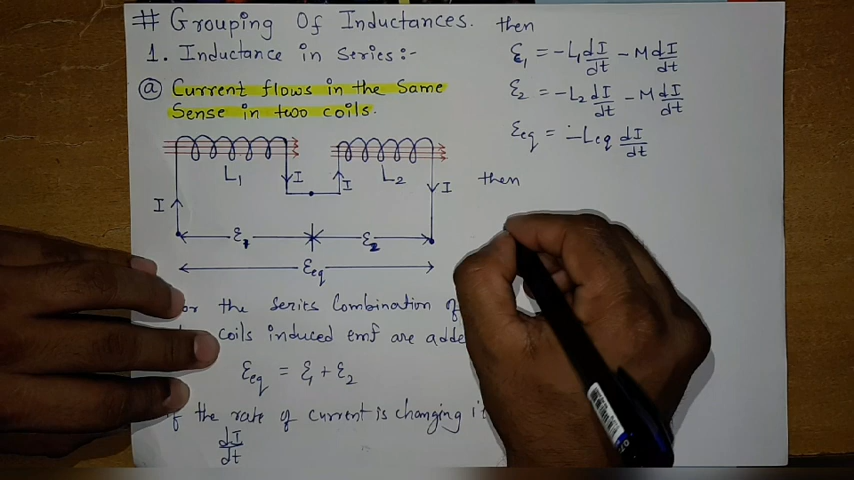 # Grouping Of Inductances.
1. Inductance in Series:-
ⓐ Current flows in the Same
Sense in two coils.
L₁
L₂
I
I
I
I
ε₁
ε₂
εeq
the series Combination of
coils induced emf are adde
εeq = ε₁ + ε₂
the rate of current is changing
dI/dt
then
ε₁ = -L₁ dI/dt - M dI/dt
ε₂ = -L₂ dI/dt - M dI/dt
εeq = -Leq dI/dt
then